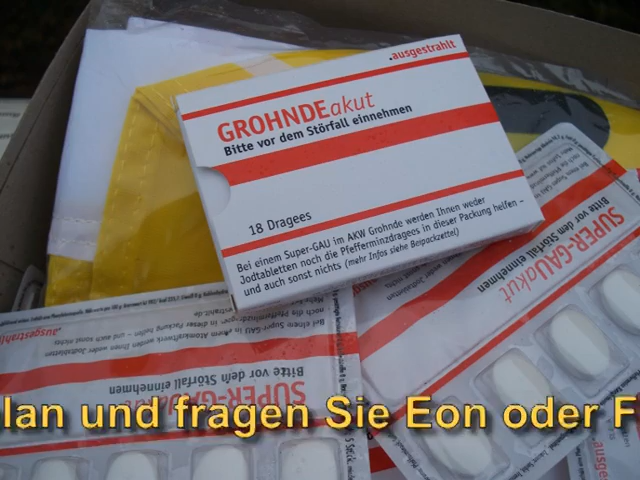 .ausgestrahlt
GROHNDEakut
Bitte vor dem Störfall einnehmen
18 Dragees
Bei einem Super-GAU im AKW Grohnde werden Ihnen weder
Jodtabletten noch die Pfefferminzdragees in dieser Packung helfen –
und auch sonst nichts (mehr Infos siehe Beipackzettel)
SUPER-GAUakut
Bitte vor dem Störfall einnehmen
.ausgestrahlt
Bitte vor dem Störfall einnehmen
SUPER-GAUakut
lan und fragen Sie Eon oder F